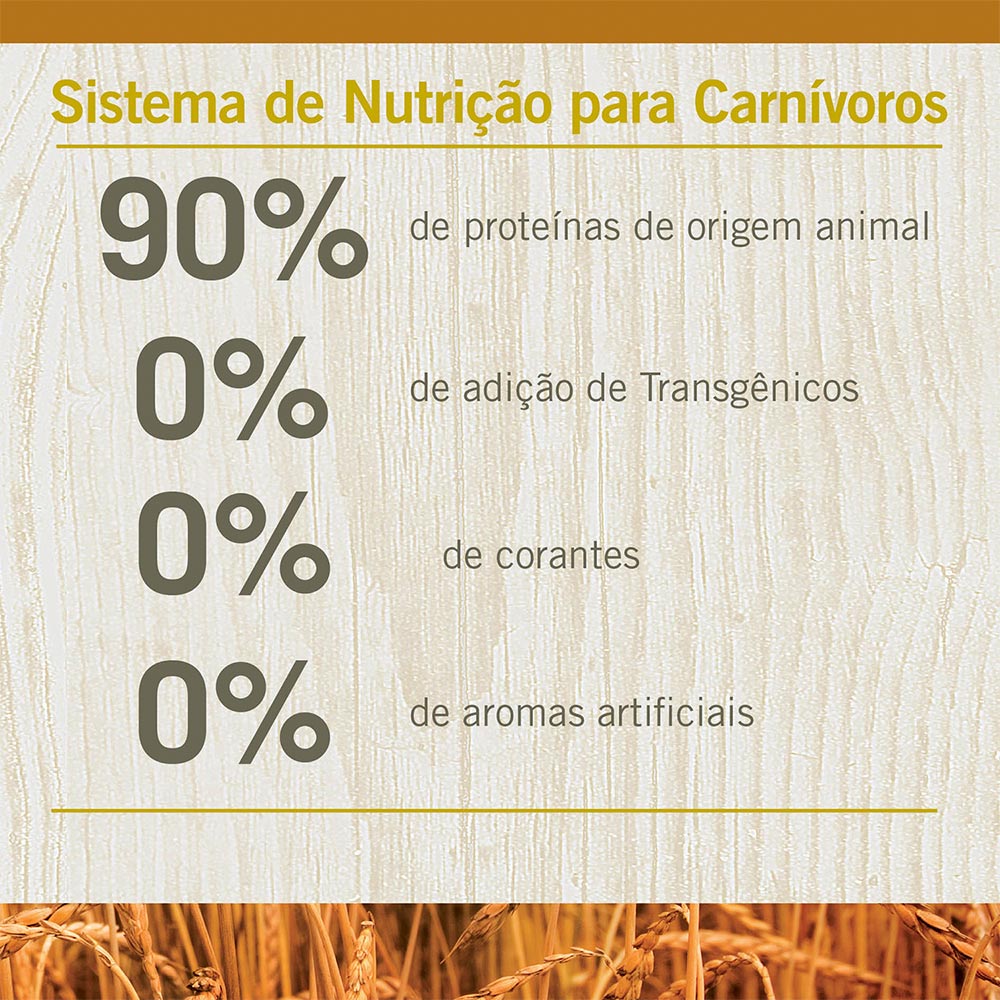 Sistema de Nutrição para Carnívoros
90% de proteínas de origem animal
0% de adição de Transgênicos
0% de corantes
0% de aromas artificiais